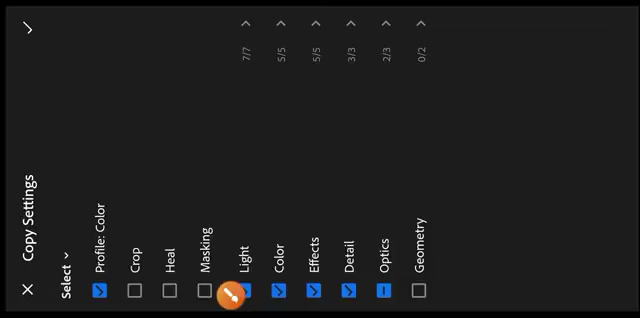 Copy Settings
Select
Profile: Color
Crop
Heal
Masking
Light 7/7
Color 5/5
Effects 5/5
Detail 3/3
Optics 2/3
Geometry 0/2